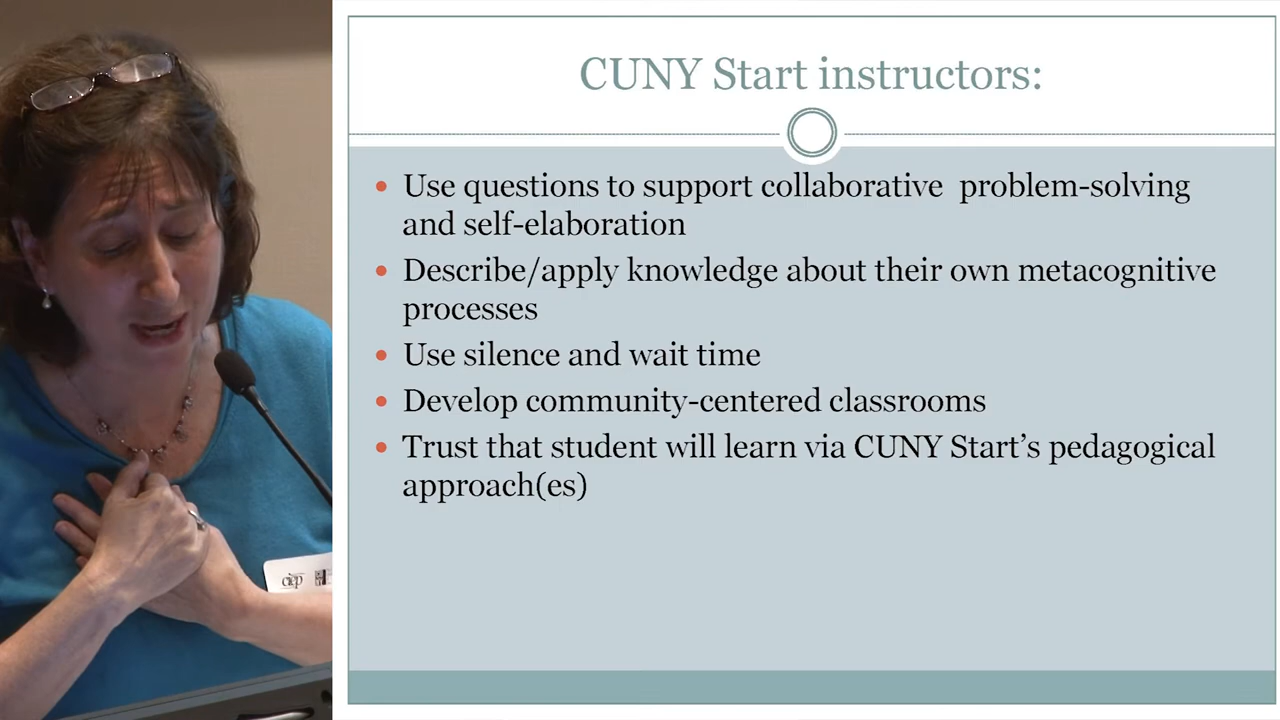 CUNY Start instructors:
• Use questions to support collaborative  problem-solving
and self-elaboration
• Describe/apply knowledge about their own metacognitive
processes
• Use silence and wait time
• Develop community-centered classrooms
• Trust that student will learn via CUNY Start’s pedagogical
approach(es)
ciep